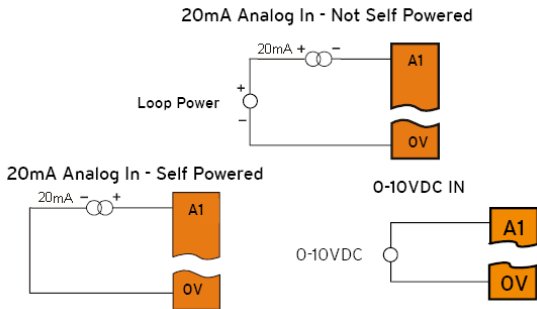 20mA Analog In - Not Self Powered
20mA + -
A1
Loop Power
+
-
0V
20mA Analog In - Self Powered
20mA - +
A1
0V
0-10VDC IN
A1
0-10VDC
0V